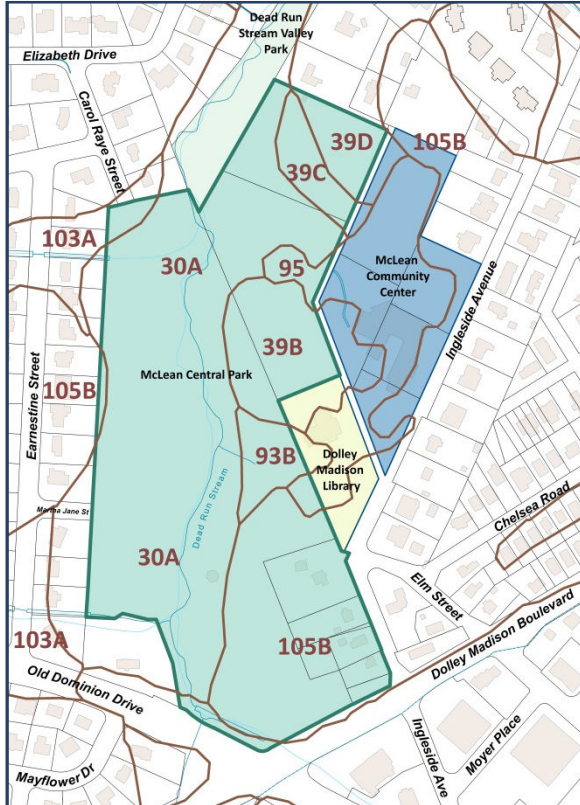 Dead Run
Stream Valley
Park
Elizabeth Drive
Carol Raye Street
39D
105B
39C
103A
30A
95
McLean
Community
Center
Ingleside Avenue
39B
McLean Central Park
105B
Earnestine Street
93B
Dolley
Madison
Library
Dead Run Stream
Chelsea Road
Martha Jane St
30A
Elm Street
103A
105B
Dolley Madison Boulevard
Old Dominion Drive
Ingleside Ave
Moyer Place
Mayflower Dr